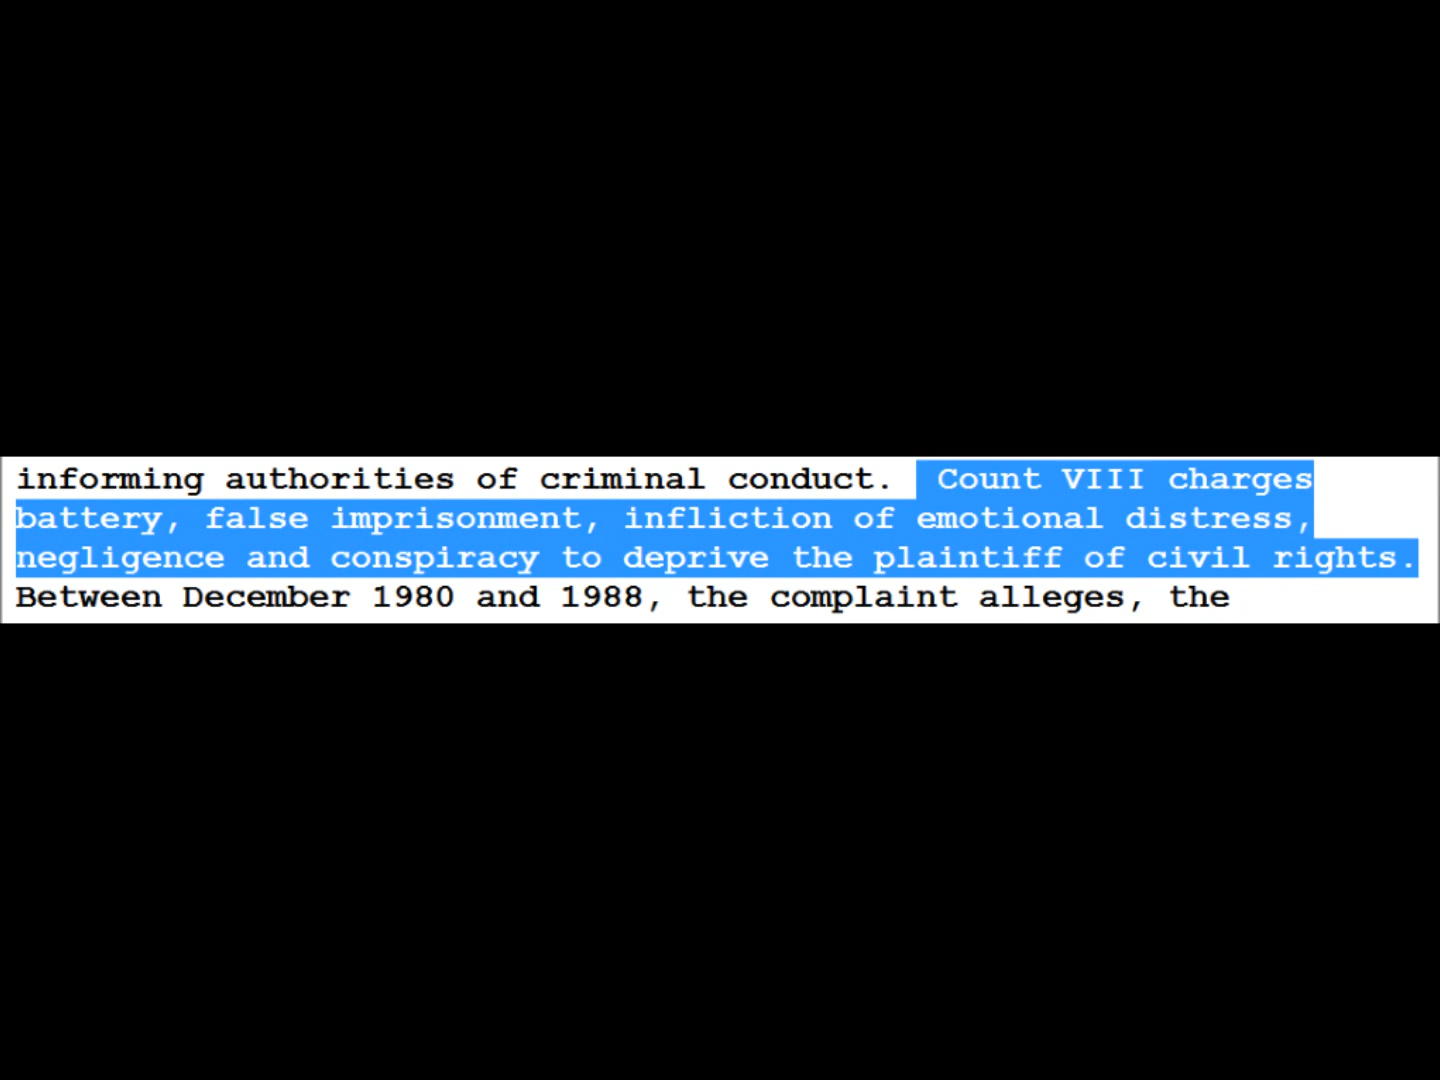 informing authorities of criminal conduct.  Count VIII charges
battery, false imprisonment, infliction of emotional distress,
negligence and conspiracy to deprive the plaintiff of civil rights.
Between December 1980 and 1988, the complaint alleges, the